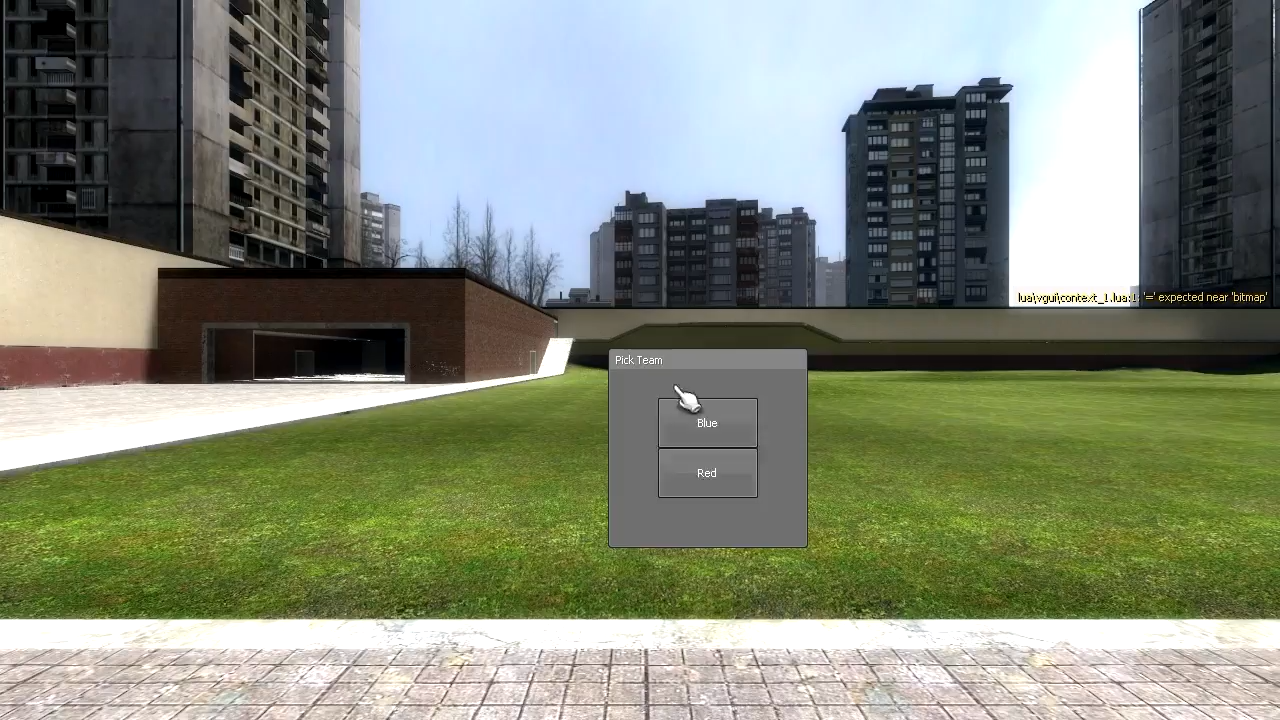 lua\vgui\context_1.lua:1: '=' expected near 'bitmap'
Pick Team
Blue
Red